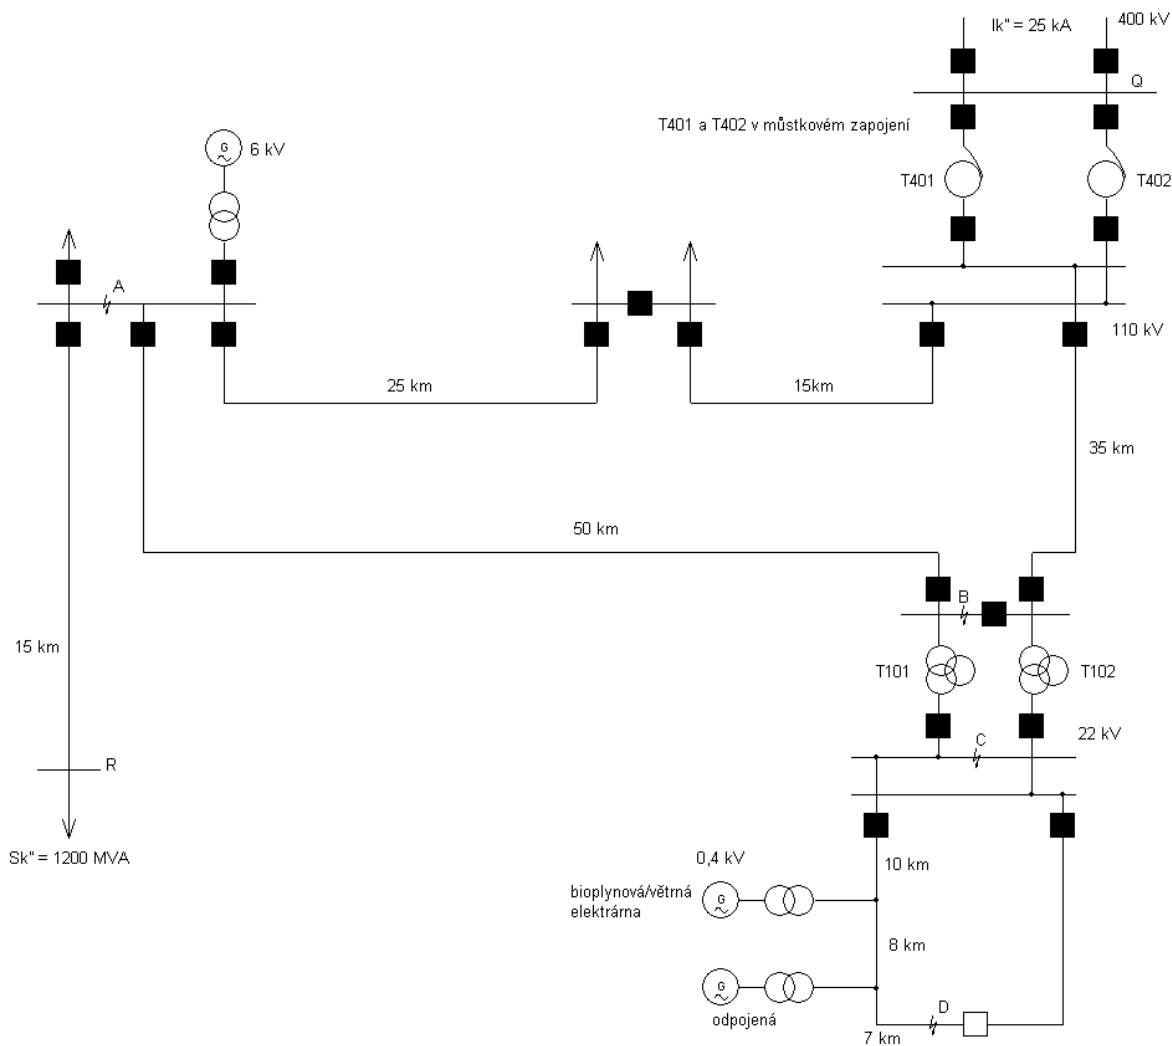 Ik" = 25 kA
400 kV
Q
T401 a T402 v můstkovém zapojení
G
6 kV
T401
T402
A
110 kV
25 km
15km
35 km
50 km
B
15 km
T101
T102
22 kV
C
R
Sk" = 1200 MVA
0,4 kV
10 km
bioplynová/větrná
elektrárna
G
8 km
G
odpojená
D
7 km